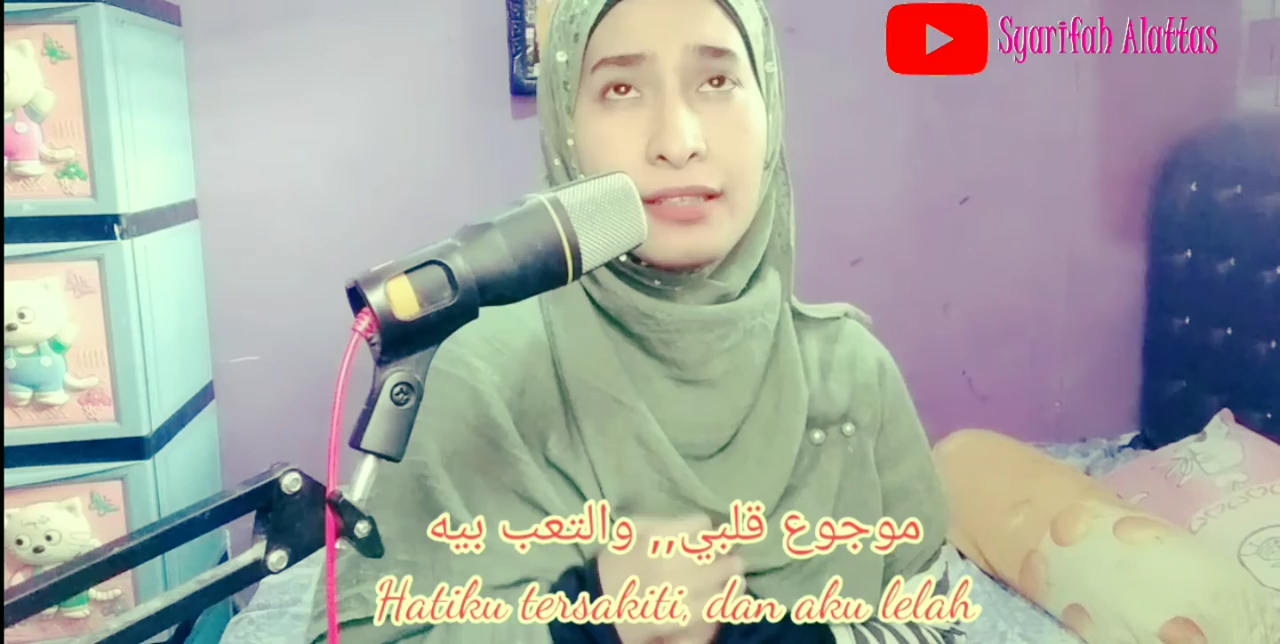 Syarifah Alattas
موجوع قلبي,, والتعب بيه
Hatiku tersakiti, dan aku lelah